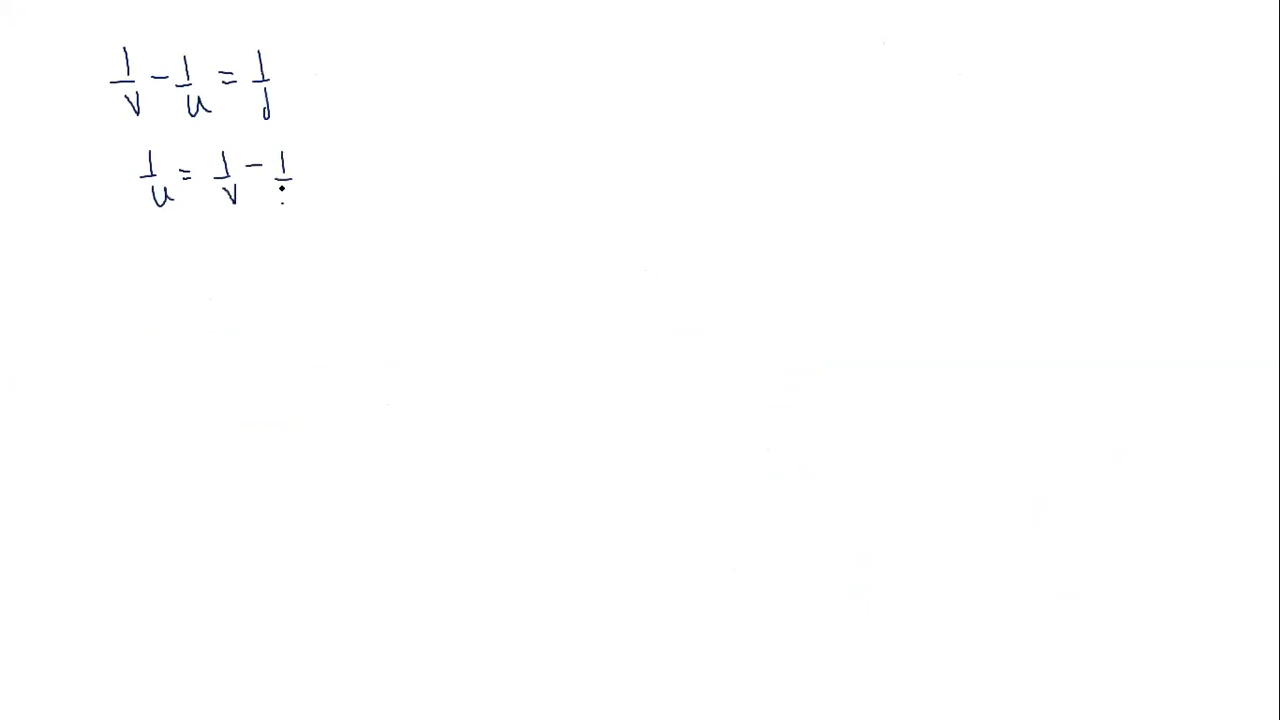 1/v - 1/u = 1/f
1/u = 1/v - 1/